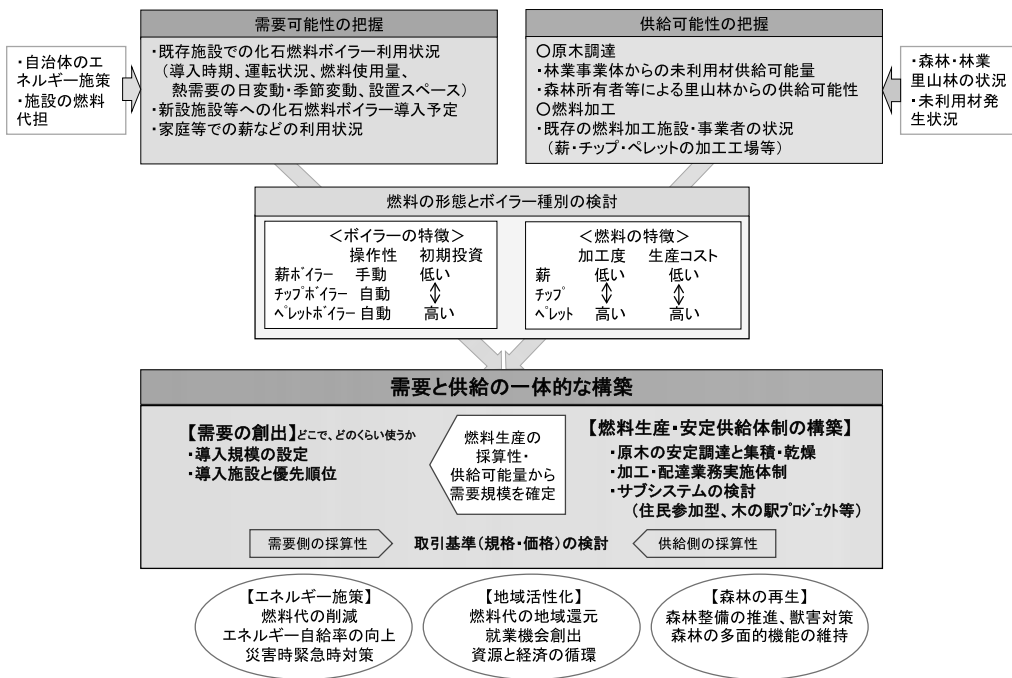 需要可能性の把握
・既存施設での化石燃料ボイラー利用状況
(導入時期、運転状況、燃料使用量、
熱需要の日変動・季節変動、設置スペース)
・新設施設等への化石燃料ボイラー導入予定
・家庭等での薪などの利用状況
・自治体のエ
ネルギー施策
・施設の燃料
代担
供給可能性の把握
○原木調達
・林業事業体からの未利用材供給可能量
・森林所有者等による里山林からの供給可能性
○燃料加工
・既存の燃料加工施設・事業者の状況
(薪・チップ・ペレットの加工工場等)
・森林・林業
里山林の状況
・未利用材発
生状況
燃料の形態とボイラー種別の検討
<ボイラーの特徴>
操作性 初期投資
薪ボイラー 手動 低い
チップボイラー 自動 ↕
ペレットボイラー 自動 高い
<燃料の特徴>
加工度 生産コスト
薪 低い 低い
チップ ↕ ↕
ペレット 高い 高い
需要と供給の一体的な構築
【需要の創出】どこで、どのくらい使うか
・導入規模の設定
・導入施設と優先順位
燃料生産の
採算性・
供給可能量から
需要規模を確定
【燃料生産・安定供給体制の構築】
・原木の安定調達と集積・乾燥
・加工・配達業務実施体制
・サブシステムの検討
(住民参加型、木の駅プロジェクト等)
需要側の採算性 取引基準(規格・価格)の検討 供給側の採算性
【エネルギー施策】
燃料代の削減
エネルギー自給率の向上
災害時緊急時対策
【地域活性化】
燃料代の地域還元
就業機会創出
資源と経済の循環
【森林の再生】
森林整備の推進、獣害対策
森林の多面的機能の維持